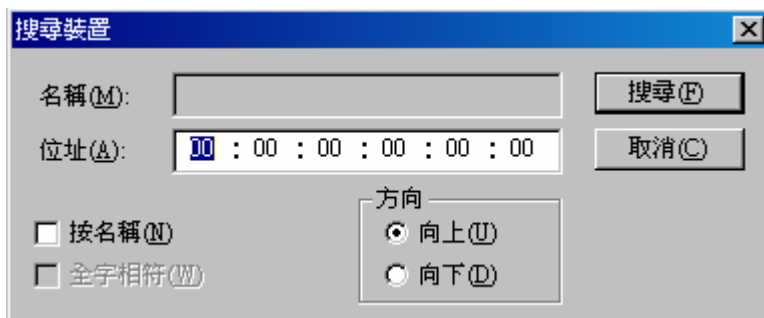 搜尋裝置
名稱(M):
搜尋(F)
位址(A):
00 : 00 : 00 : 00 : 00 : 00
取消(C)
方向
按名稱(N)
向上(U)
全字相符(W)
向下(D)